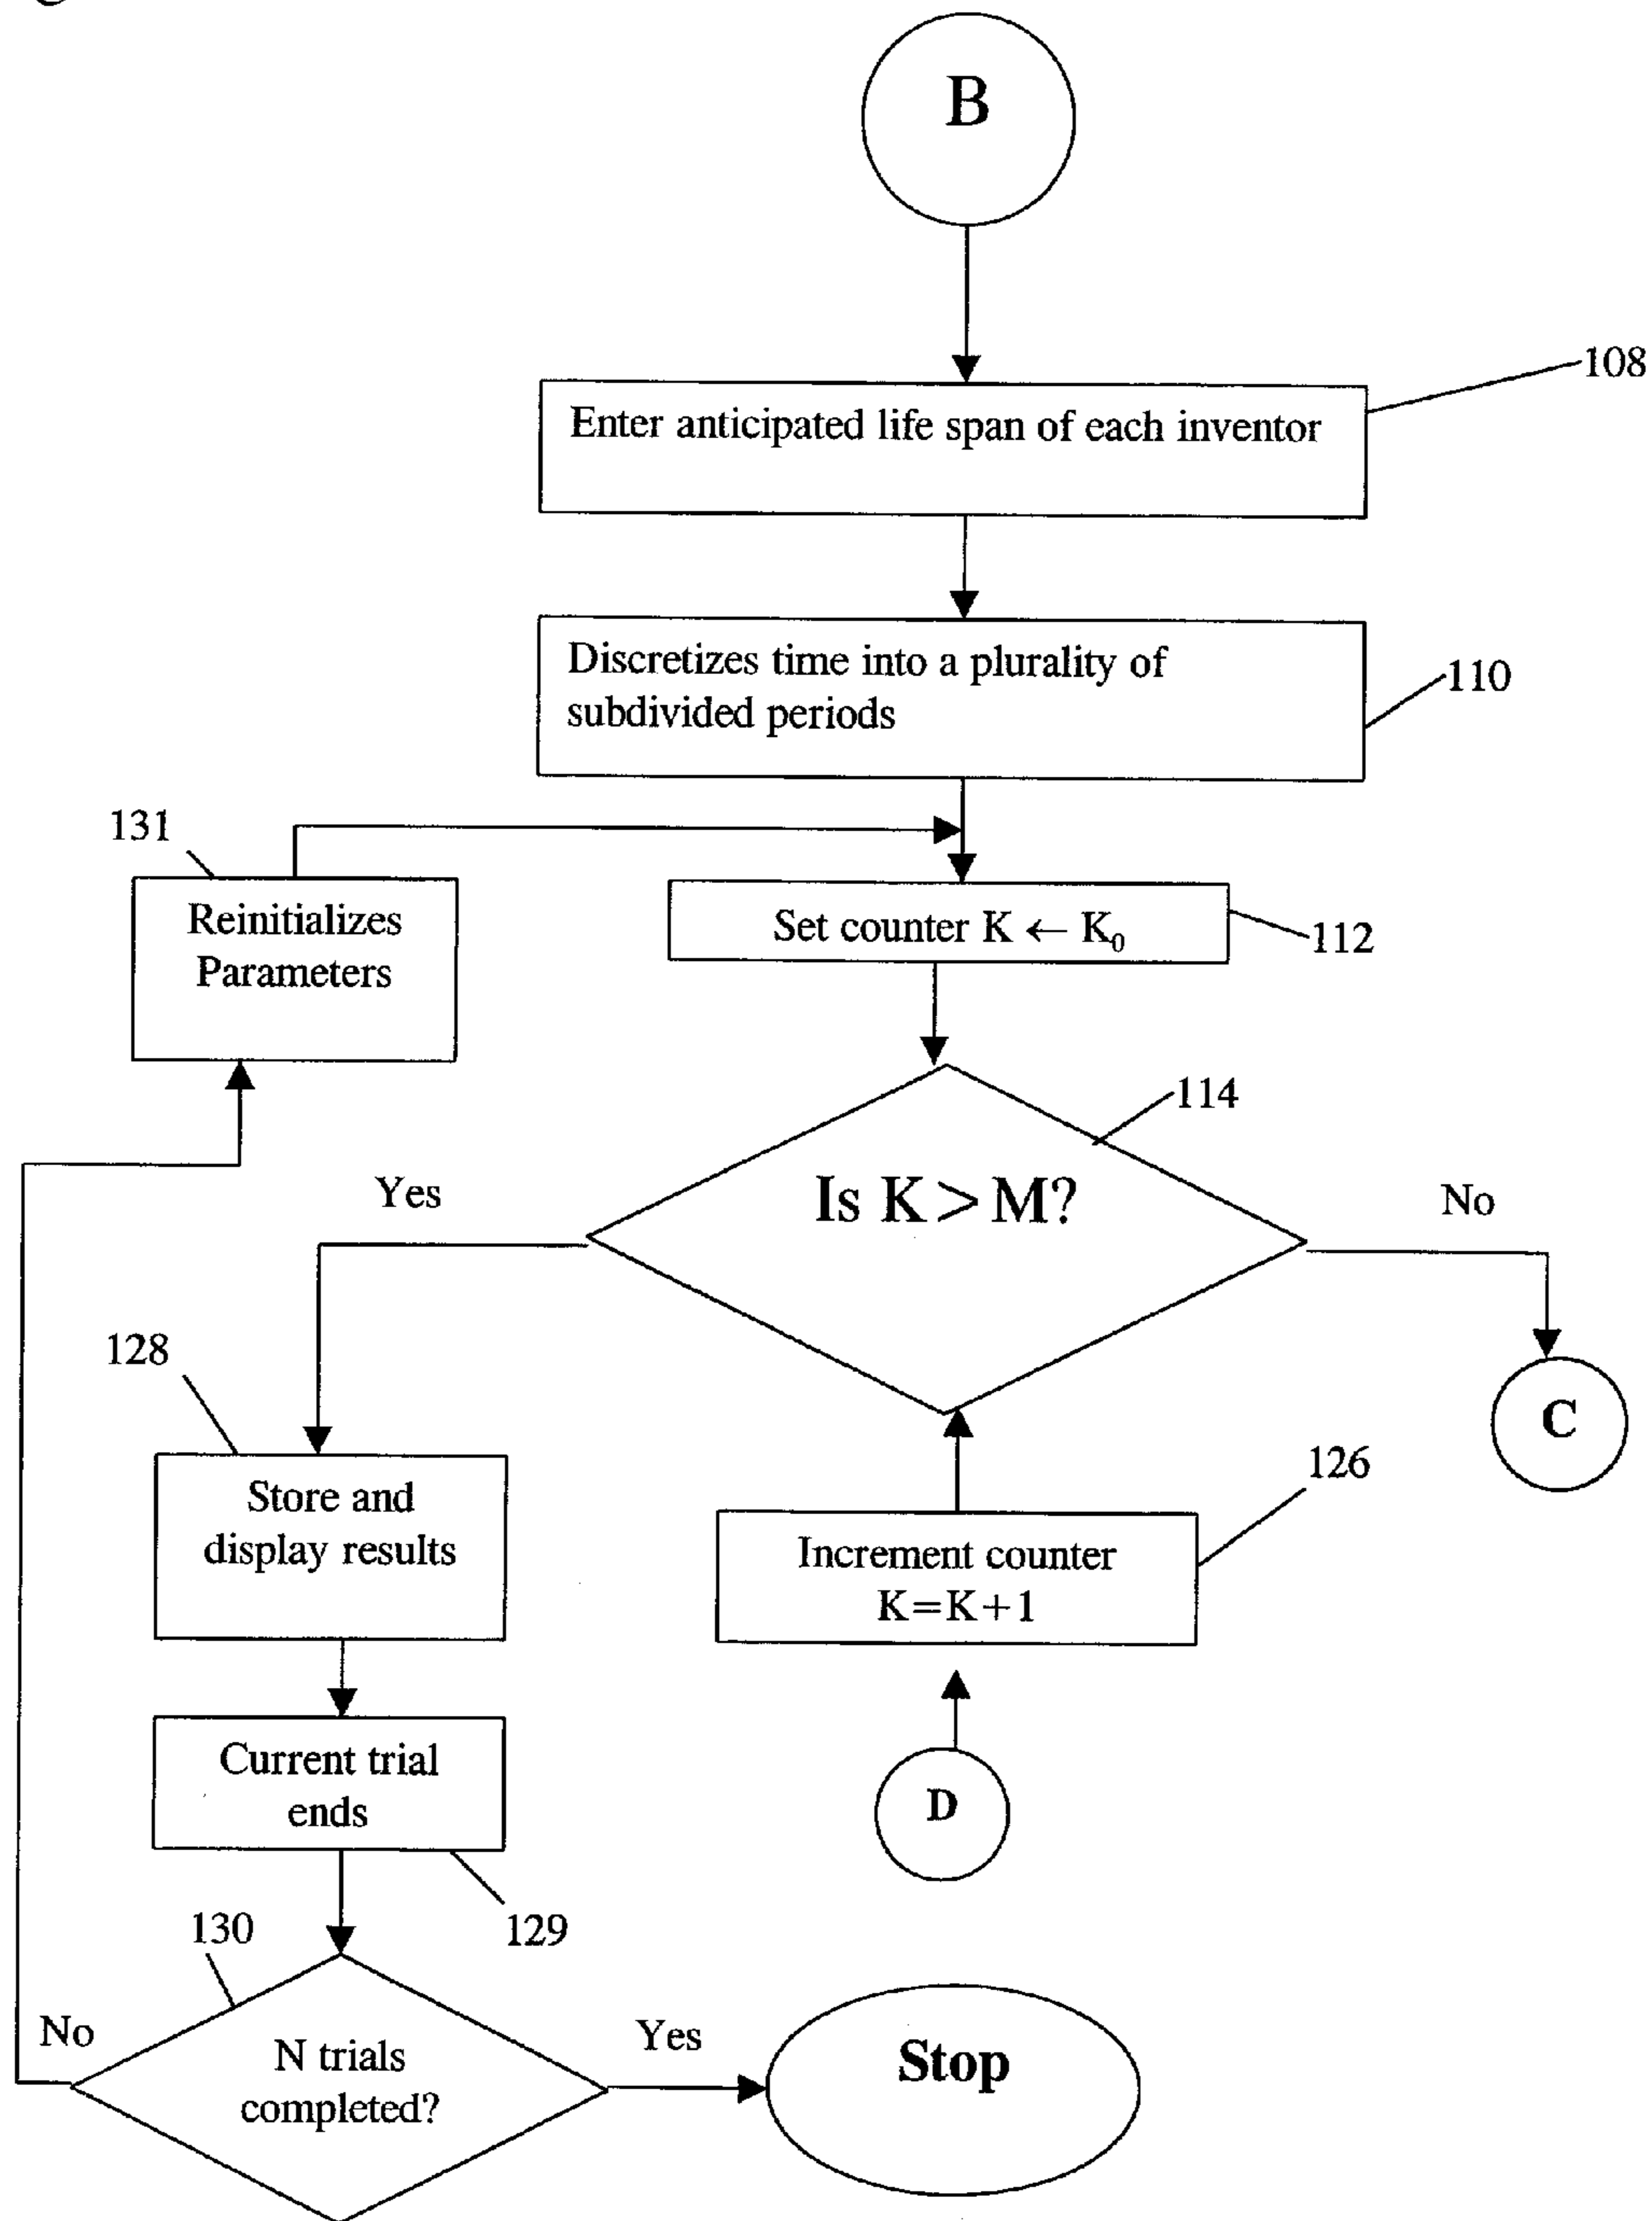 B
108
Enter anticipated life span of each inventor
Discretizes time into a plurality of
subdivided periods
110
131
Reinitializes
Parameters
Set counter K ← K₀
112
114
Is K > M?
Yes
No
128
C
Store and
display results
126
Increment counter
K=K+1
Current trial
ends
D
129
130
No
N trials
completed?
Yes
Stop